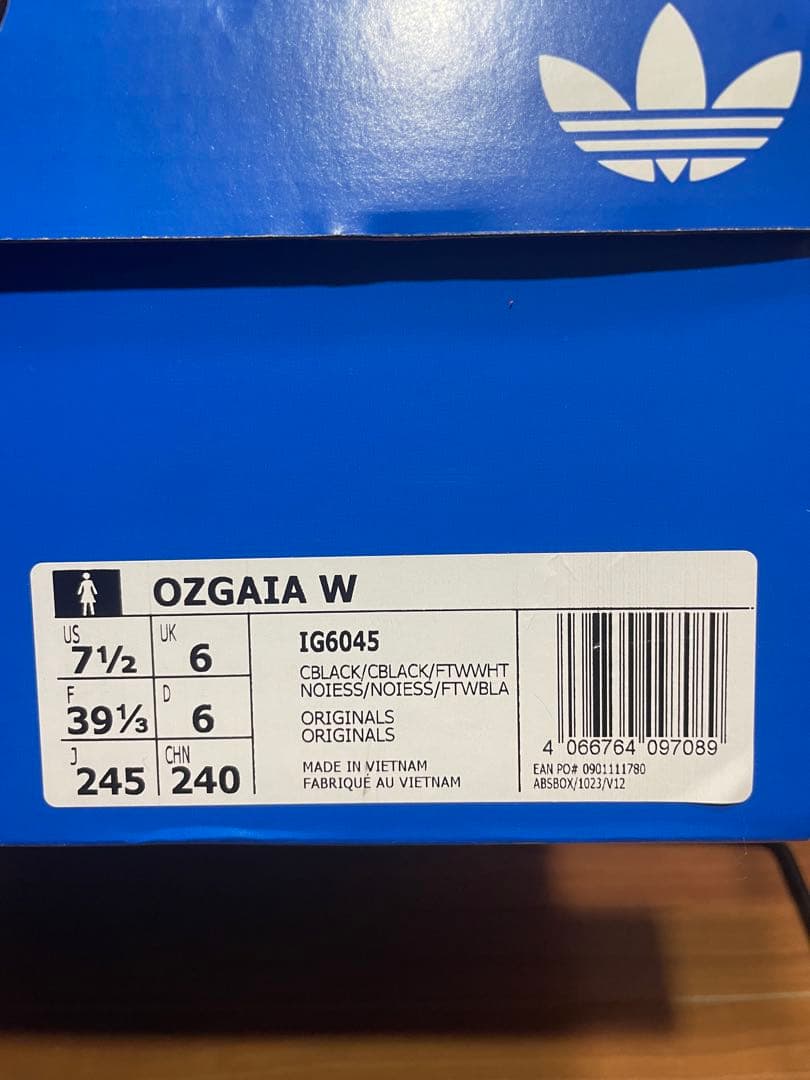 OZGAIA W
US 7½
UK 6
F 39⅓
D 6
J 245
CHN 240
IG6045
CBLACK/CBLACK/FTWWHT
NOIESS/NOIESS/FTWBLA
ORIGINALS
ORIGINALS
MADE IN VIETNAM
FABRIQUÉ AU VIETNAM
4 066764 097089
EAN PO# 0901111780
ABSBOX/1023/V12